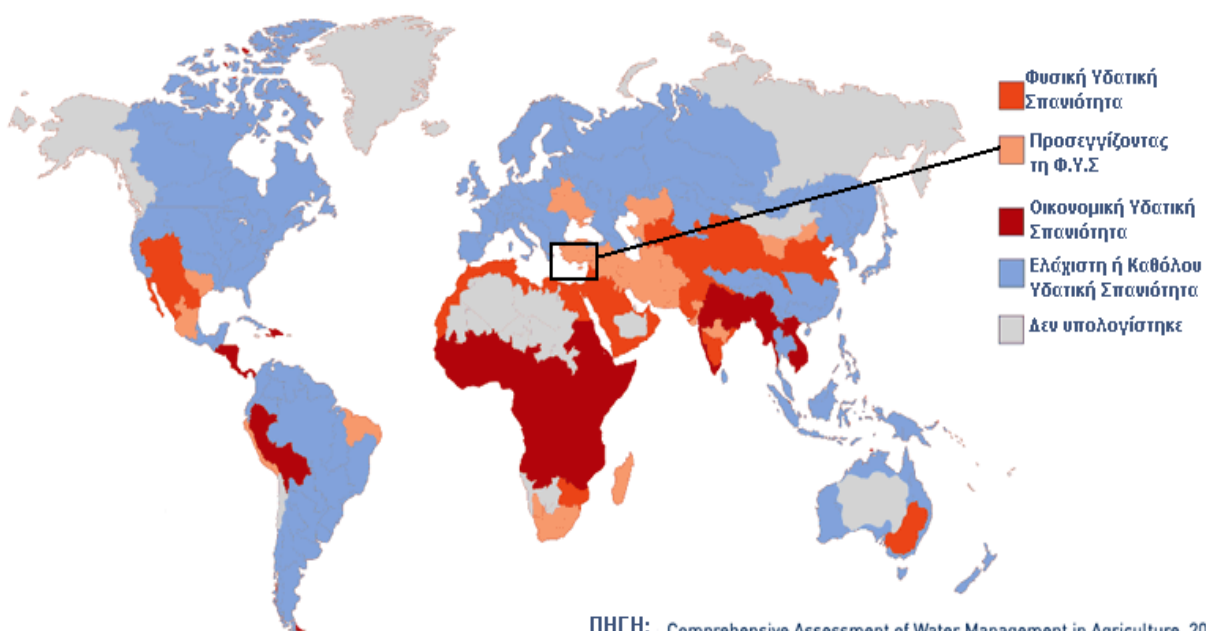 Φυσική Υδατική
Σπανιότητα
Προσεγγίζοντας
τη Φ.Υ.Σ
Οικονομική Υδατική
Σπανιότητα
Ελάχιστη ή Καθόλου
Υδατική Σπανιότητα
Δεν υπολογίστηκε
ΠΗΓΗ: Comprehensive Assessment of Water Management in Agriculture, 20